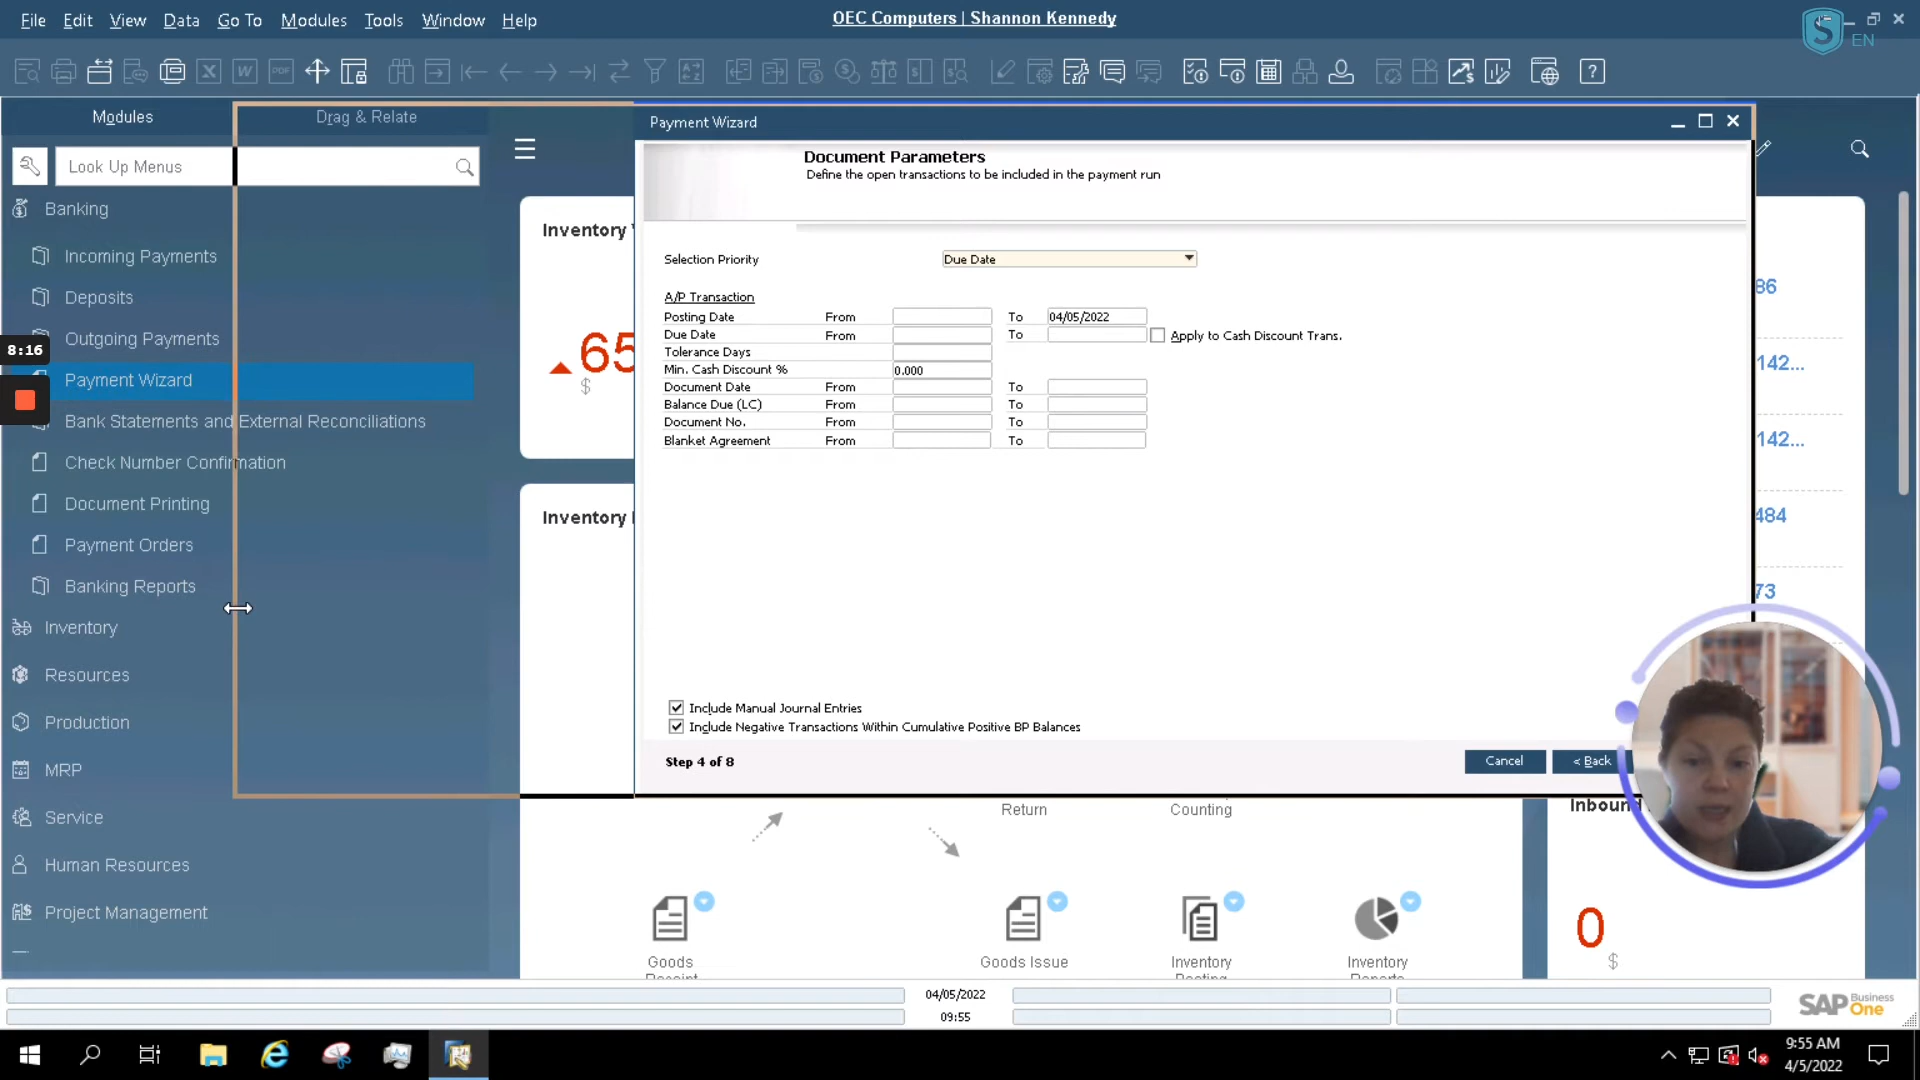 File Edit View Data Go To Modules Tools Window Help
OEC Computers | Shannon Kennedy
EN
Modules
Drag & Relate
Look Up Menus
Banking
Incoming Payments
Deposits
Outgoing Payments
Payment Wizard
Bank Statements and External Reconciliations
Check Number Confirmation
Document Printing
Payment Orders
Banking Reports
Inventory
Resources
Production
MRP
Service
Human Resources
Project Management
8:16
Inventory
65
$
Inventory
Payment Wizard
Document Parameters
Define the open transactions to be included in the payment run
Selection Priority Due Date
A/P Transaction
Posting Date From To 04/05/2022
Due Date From To Apply to Cash Discount Trans.
Tolerance Days
Min. Cash Discount % 0.000
Document Date From To
Balance Due (LC) From To
Document No. From To
Blanket Agreement From To
Include Manual Journal Entries
Include Negative Transactions Within Cumulative Positive BP Balances
Step 4 of 8
Cancel
< Back
86
142...
142...
484
73
Return
Counting
Inbound
Goods
Goods Issue
Inventory
Inventory
0
$
04/05/2022
09:55
SAP Business One
9:55 AM
4/5/2022